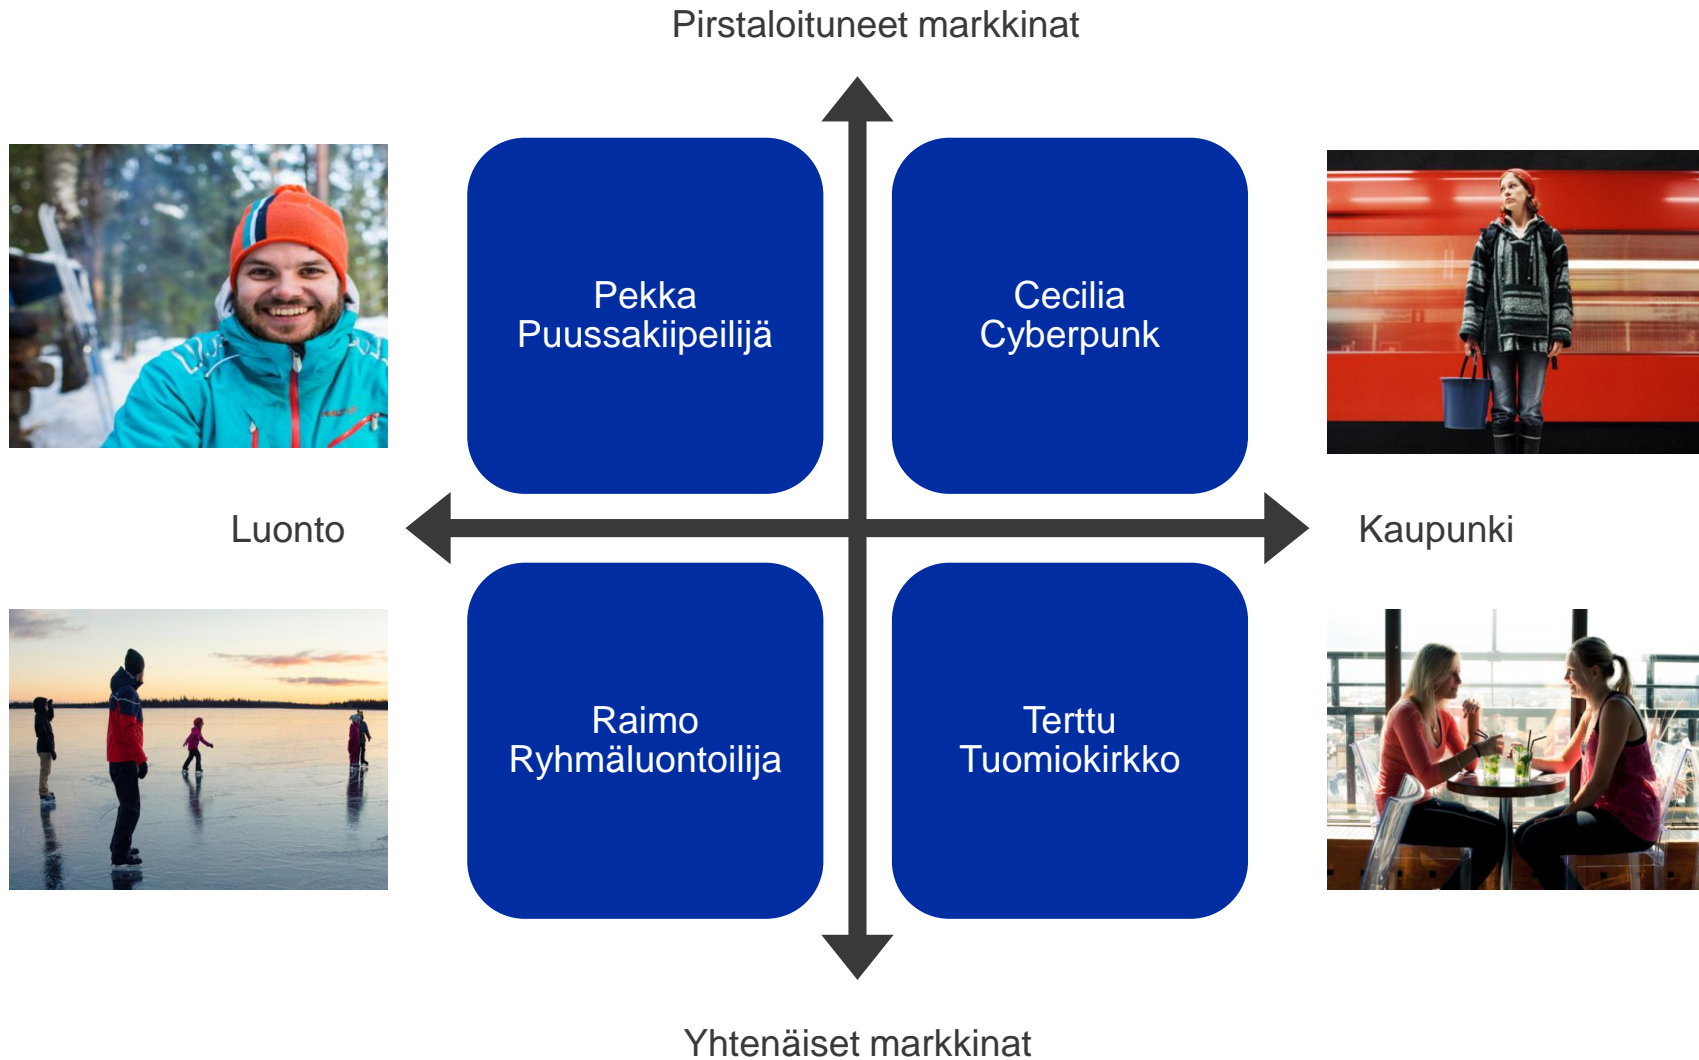 Pirstaloituneet markkinat
Pekka
Puussakiipeilijä
Cecilia
Cyberpunk
Luonto
Kaupunki
Raimo
Ryhmäluontoilija
Terttu
Tuomiokirkko
Yhtenäiset markkinat